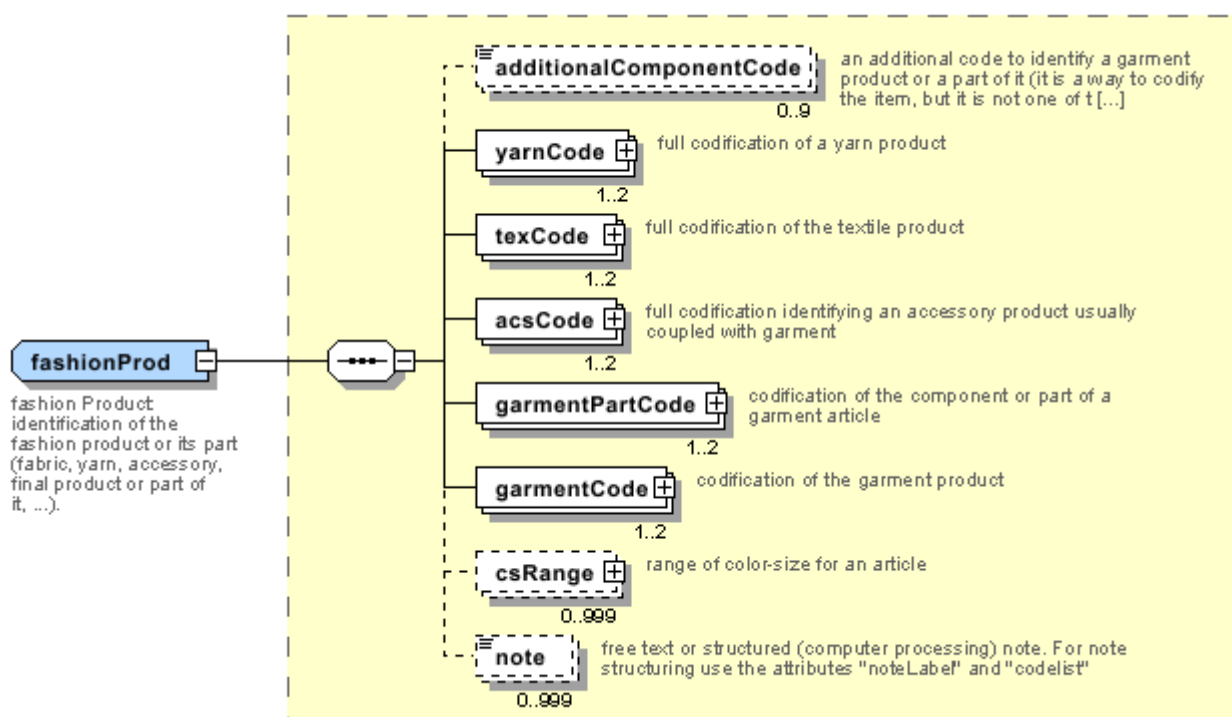 additionalComponentCode
an additional code to identify a garment
product or a part of it (it is a way to codify
the item, but it is not one of t [...]
0..9
yarnCode
full codification of a yarn product
1..2
texCode
full codification of the textile product
1..2
acsCode
full codification identifying an accessory product usually
coupled with garment
1..2
fashionProd
fashion Product:
identification of the
fashion product or its part
(fabric, yarn, accessory,
final product or part of
it, ...).
garmentPartCode
codification of the component or part of a
garment article
1..2
garmentCode
codification of the garment product
1..2
csRange
range of color-size for an article
0..999
note
free text or structured (computer processing) note. For note
structuring use the attributes "noteLabel" and "codelist"
0..999